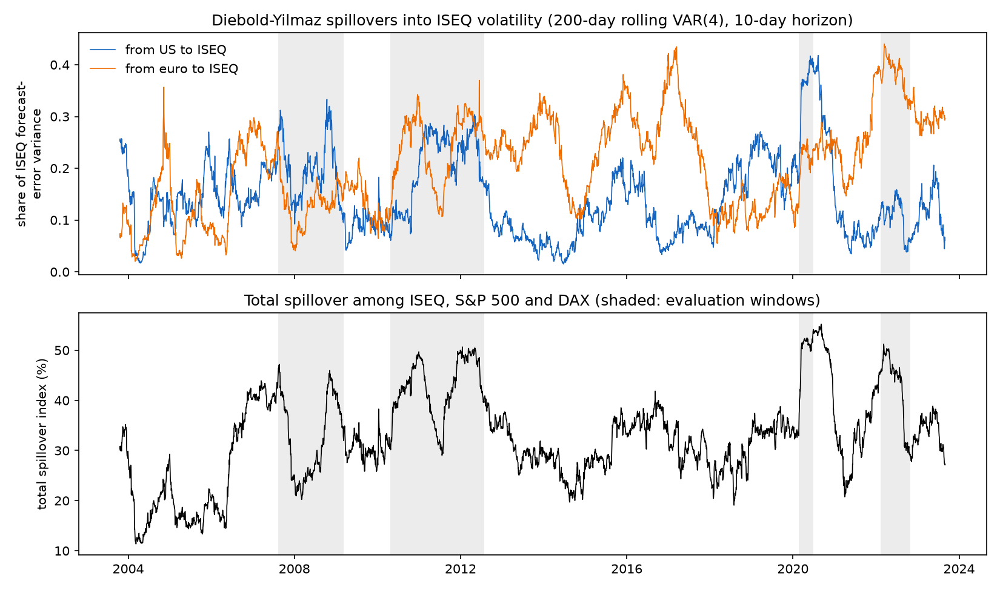 Diebold-Yilmaz spillovers into ISEQ volatility (200-day rolling VAR(4), 10-day horizon)
from US to ISEQ
from euro to ISEQ
share of ISEQ forecast-
error variance
0.4
0.3
0.2
0.1
0.0
Total spillover among ISEQ, S&P 500 and DAX (shaded: evaluation windows)
total spillover index (%)
50
40
30
20
10
2004
2008
2012
2016
2020
2024